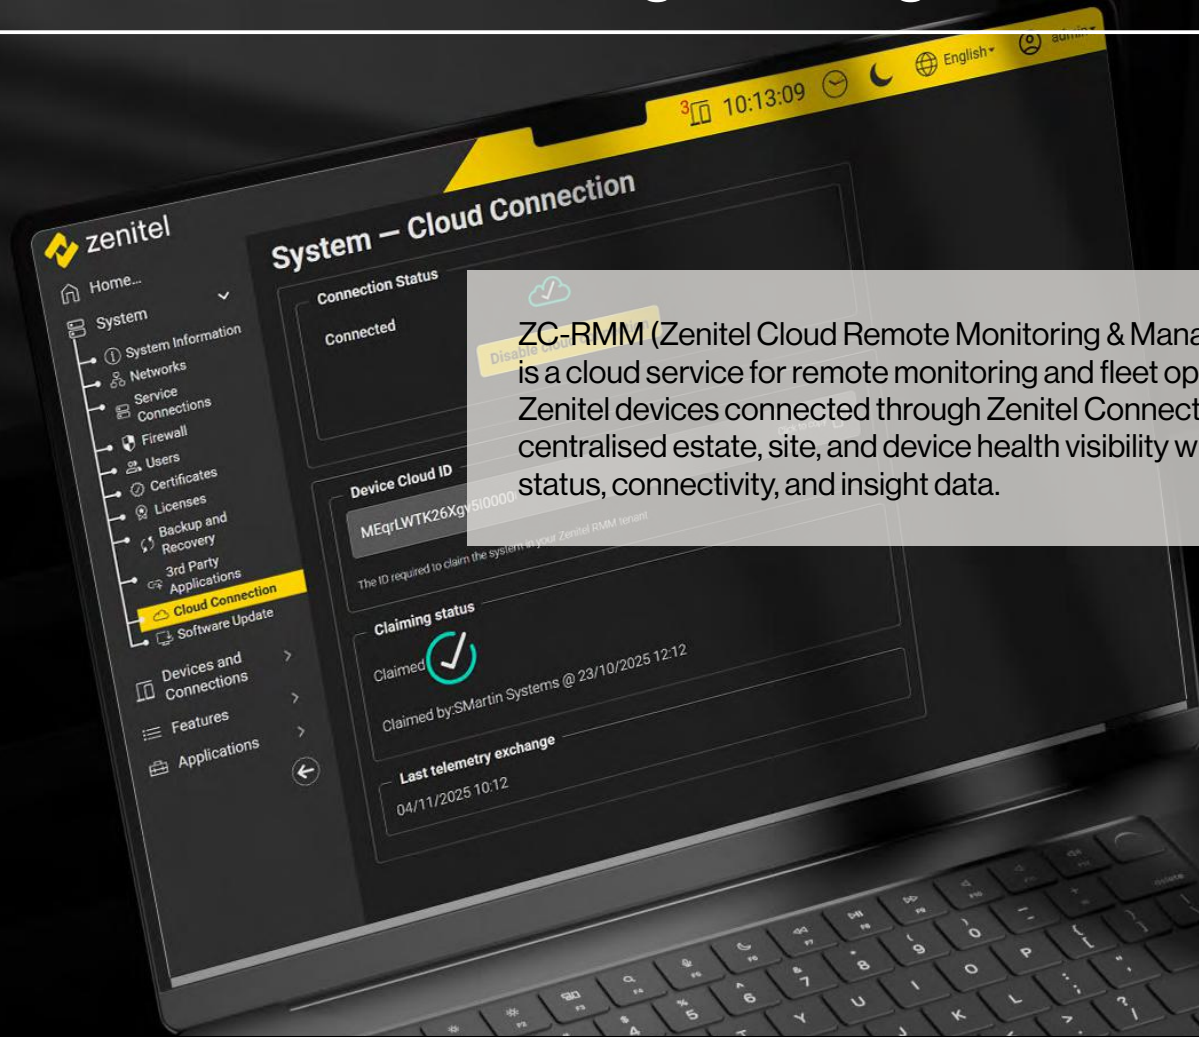 3 10:13:09 English admin
zenitel
Home...
System
System Information
Networks
Service
Connections
Firewall
Users
Certificates
Licenses
Backup and
Recovery
3rd Party
Applications
Cloud Connection
Software Update
Devices and
Connections
Features
Applications
System — Cloud Connection
Connection Status
Connected
Disable
ZC-RMM (Zenitel Cloud Remote Monitoring &
is a cloud service for remote monitoring and fleet
Zenitel devices connected through Zenitel
centralised estate, site, and device health visibility
status, connectivity, and insight data.
Device Cloud ID
The ID required to claim the system in your Zenitel RMM tenant
Claiming status
Claimed
Claimed by:SMartin Systems @ 23/10/2025 12:12
Last telemetry exchange
04/11/2025 10:12